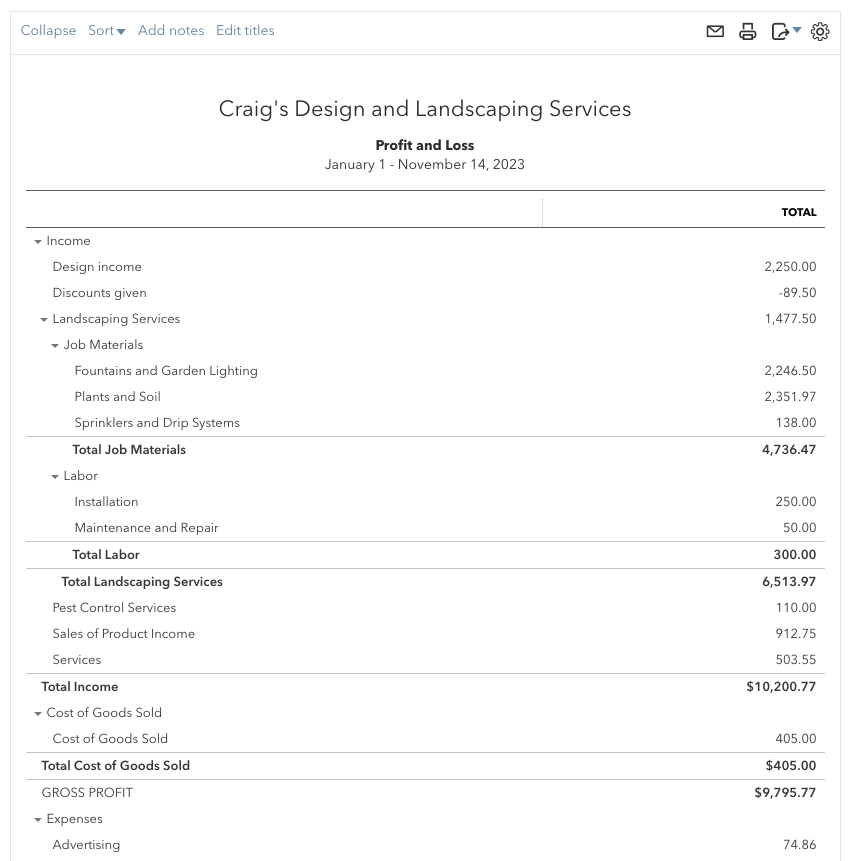 Collapse Sort Add notes Edit titles
Craig's Design and Landscaping Services
Profit and Loss
January 1 - November 14, 2023
TOTAL
Income
Design income 2,250.00
Discounts given -89.50
Landscaping Services 1,477.50
Job Materials
Fountains and Garden Lighting 2,246.50
Plants and Soil 2,351.97
Sprinklers and Drip Systems 138.00
Total Job Materials 4,736.47
Labor
Installation 250.00
Maintenance and Repair 50.00
Total Labor 300.00
Total Landscaping Services 6,513.97
Pest Control Services 110.00
Sales of Product Income 912.75
Services 503.55
Total Income $10,200.77
Cost of Goods Sold
Cost of Goods Sold 405.00
Total Cost of Goods Sold $405.00
GROSS PROFIT $9,795.77
Expenses
Advertising 74.86